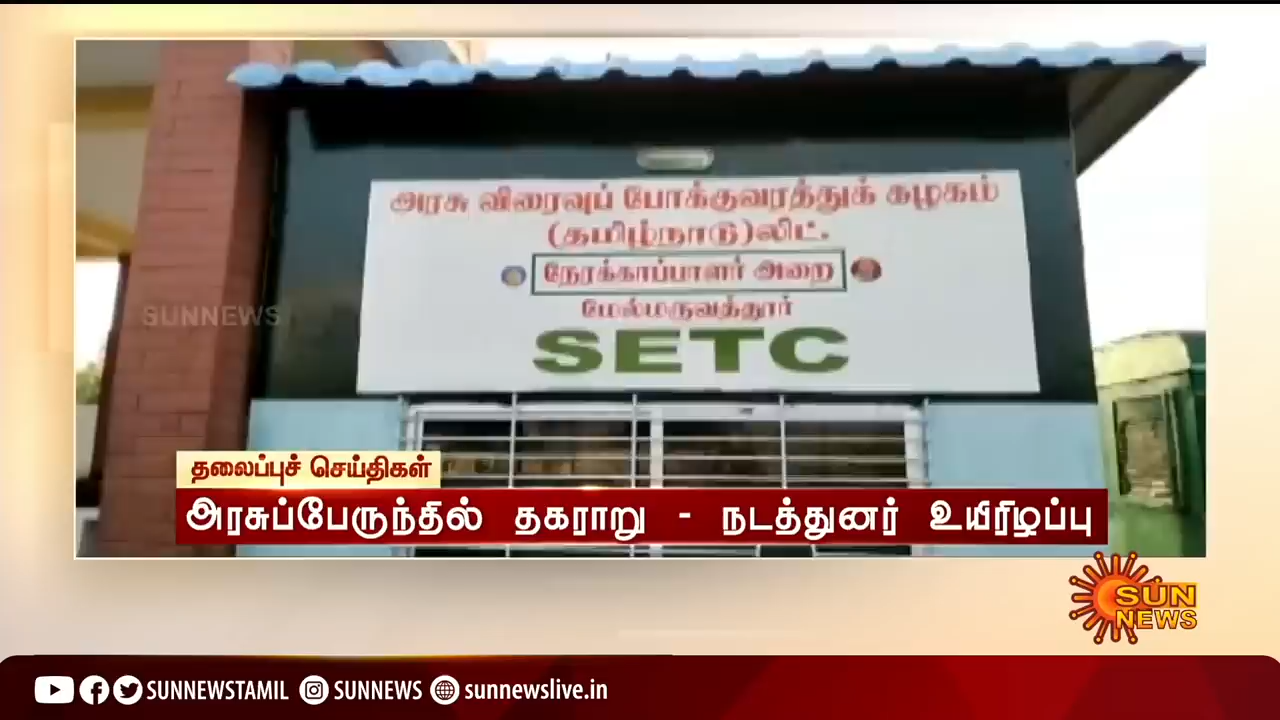 அரசு விரைவுப் போக்குவரத்துக் கழகம்
(தமிழ்நாடு)லிட்.
நேரக்காப்பாளர் அறை
மேல்மருவத்தூர்
SETC
SUNNEWS
தலைப்புச் செய்திகள்
அரசுப்பேருந்தில் தகராறு - நடத்துனர் உயிரிழப்பு
SUN
NEWS
SUNNEWSTAMIL SUNNEWS sunnewslive.in